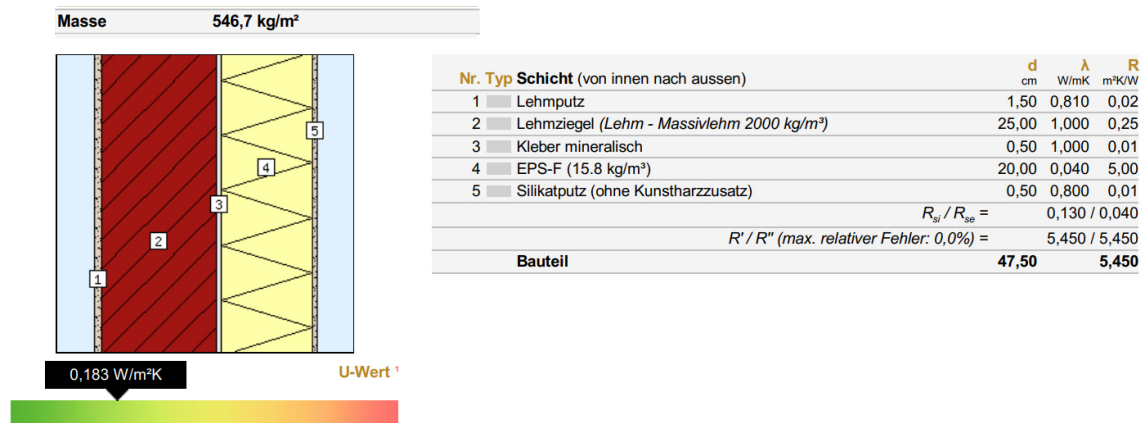 Masse 546,7 kg/m²
Nr. Typ Schicht (von innen nach aussen) d cm λ W/mK R m²K/W
1 Lehmputz 1,50 0,810 0,02
2 Lehmziegel (Lehm - Massivlehm 2000 kg/m³) 25,00 1,000 0,25
3 Kleber mineralisch 0,50 1,000 0,01
4 EPS-F (15.8 kg/m³) 20,00 0,040 5,00
5 Silikatputz (ohne Kunstharzzusatz) 0,50 0,800 0,01
Rsi / Rse = 0,130 / 0,040
R' / R" (max. relativer Fehler: 0,0%) = 5,450 / 5,450
Bauteil 47,50 5,450
5
4
3
2
1
0,183 W/m²K U-Wert ¹